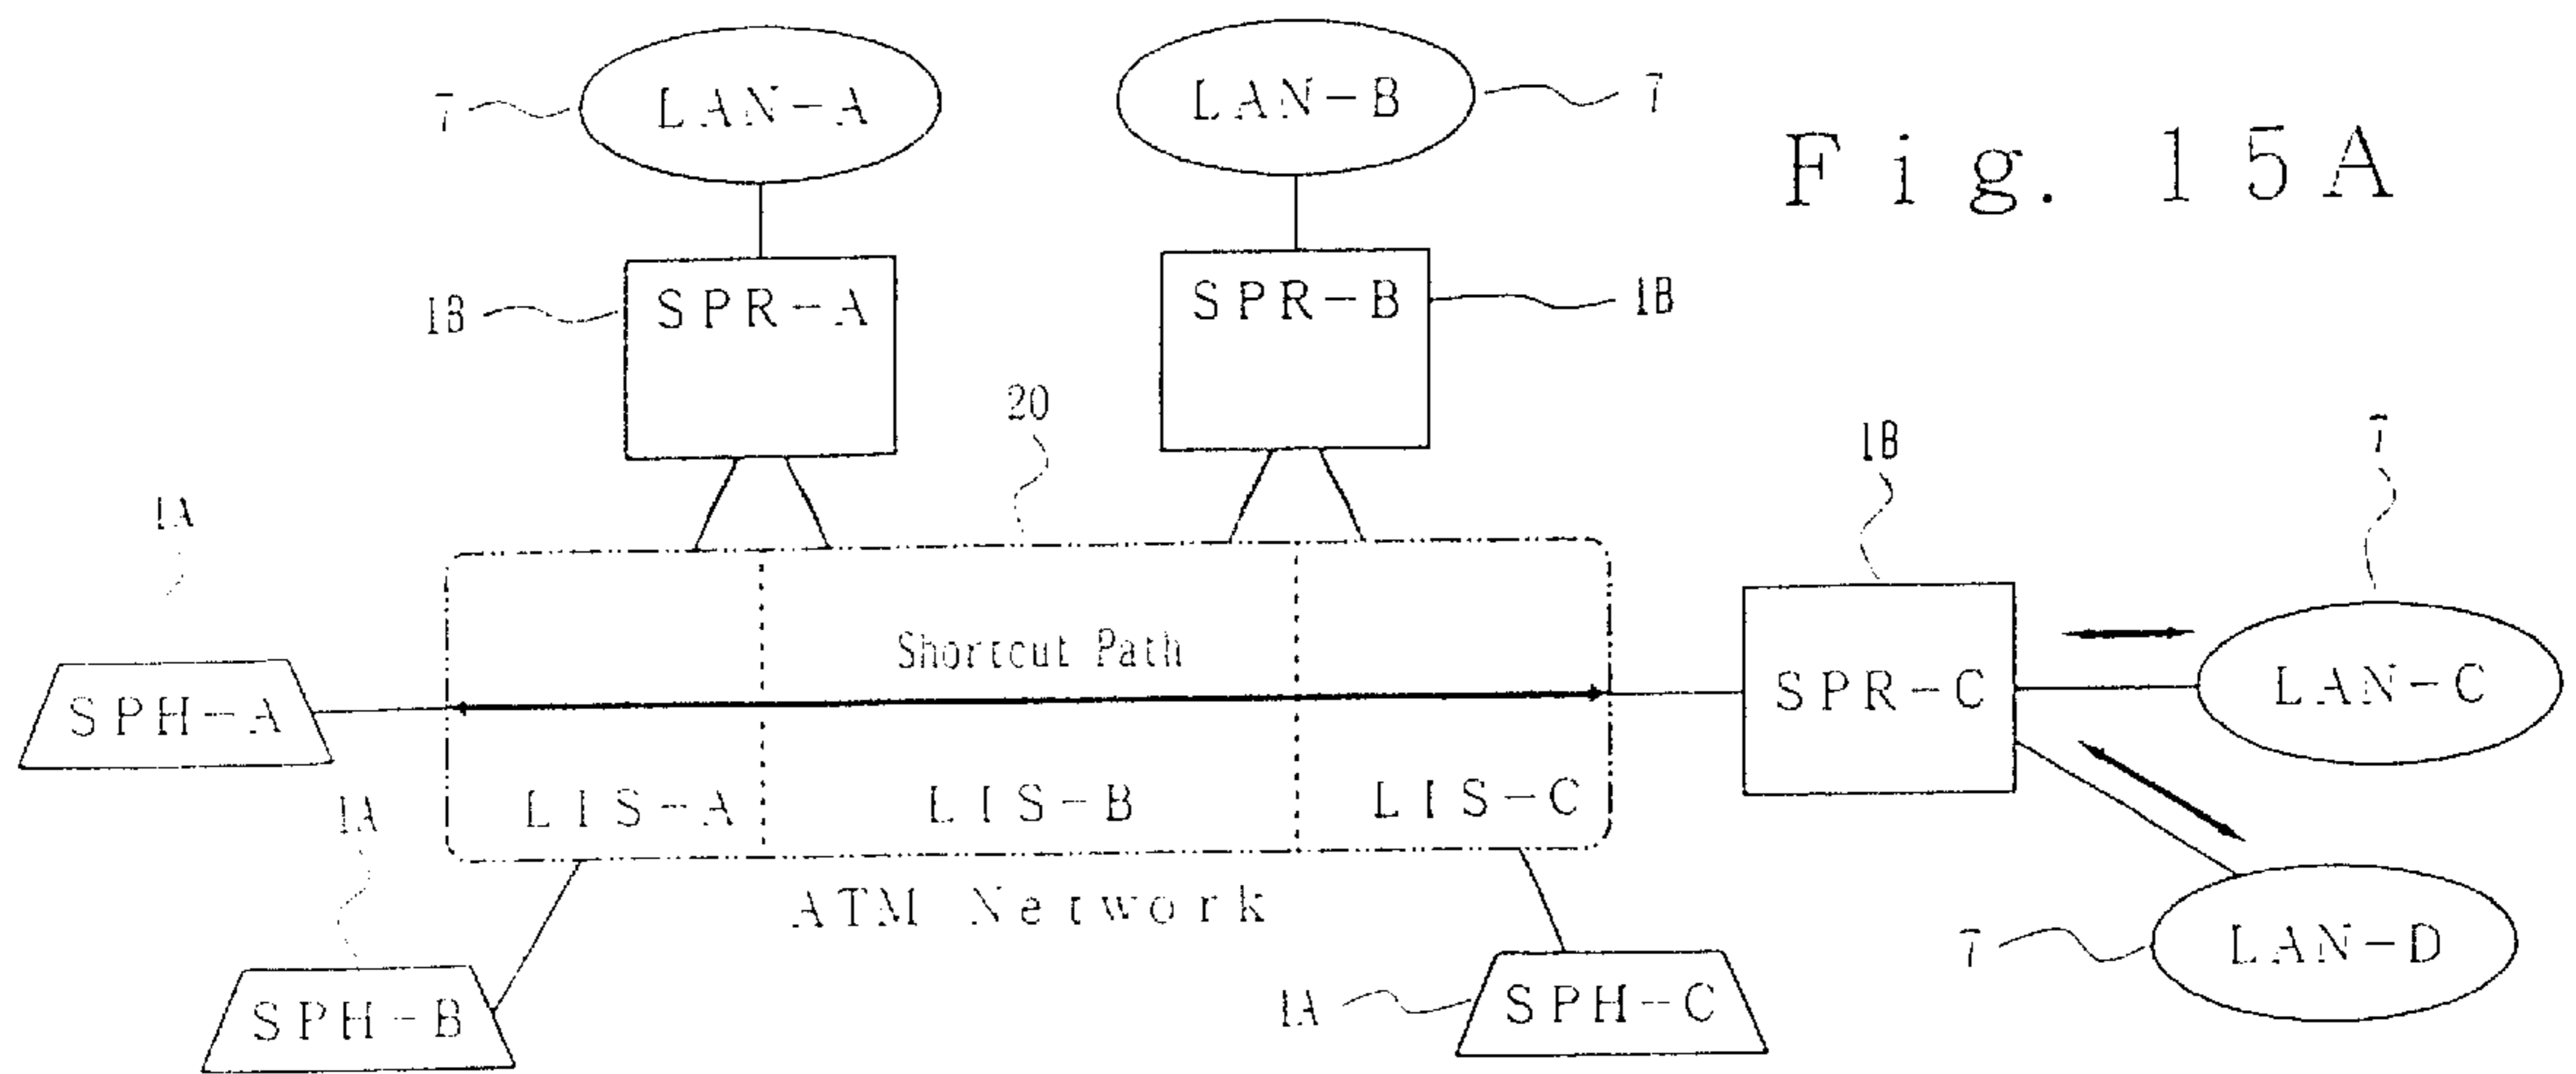 7
LAN-A
LAN-B
7
Fig. 15A
1B
SPR-A
SPR-B
1B
20
1B
7
1A
Shortcut Path
SPH-A
SPR-C
LAN-C
1A
LIS-A
LIS-B
LIS-C
ATM Network
7
LAN-D
SPH-B
1A
SPH-C